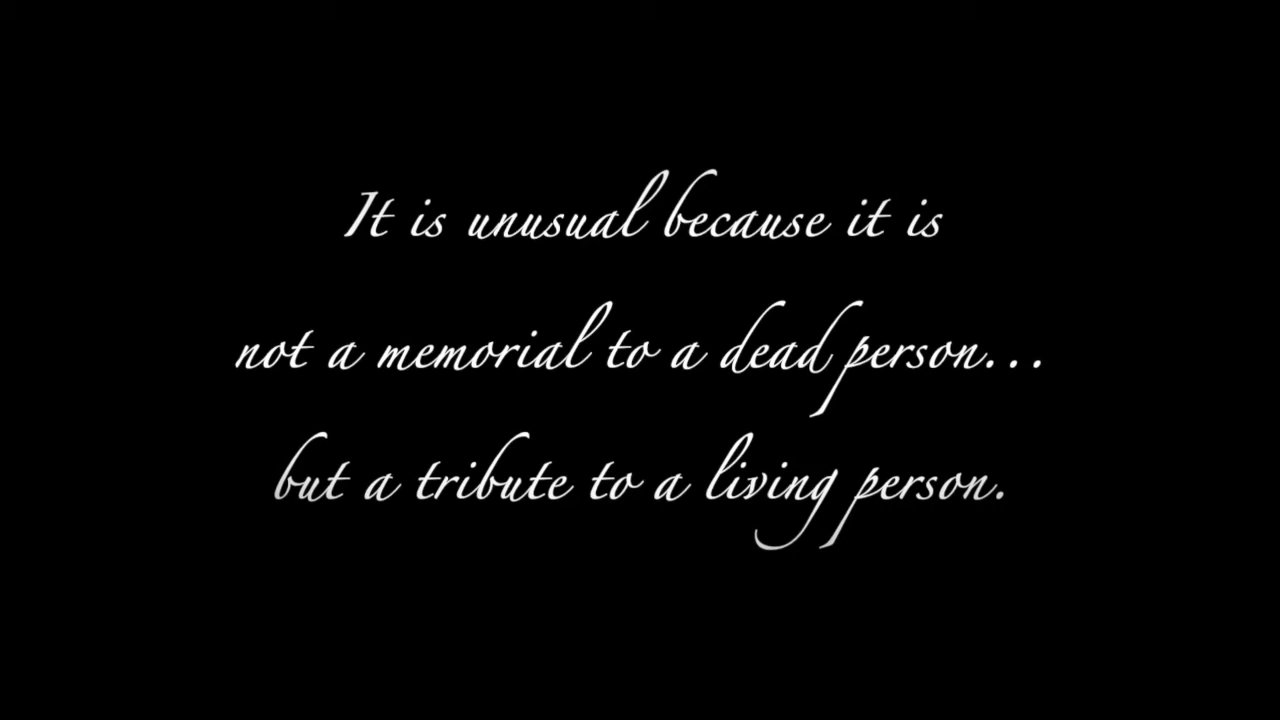 It is unusual because it is
not a memorial to a dead person...
but a tribute to a living person.